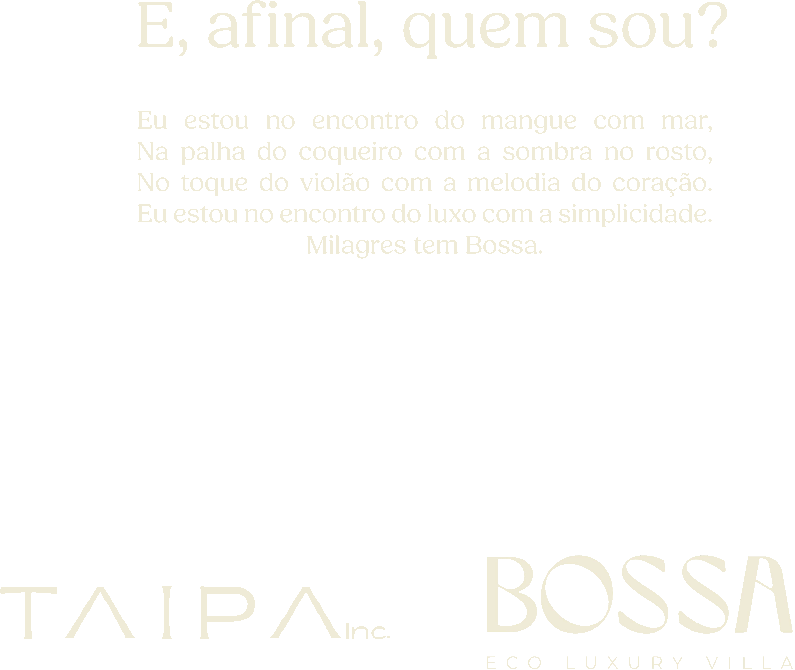 E, afinal, quem sou?
Eu estou no encontro do mangue com mar,
Na palha do coqueiro com a sombra no rosto,
No toque do violão com a melodia do coração.
Eu estou no encontro do luxo com a simplicidade.
Milagres tem Bossa.
TAIPA Inc.
BOSSA
ECO LUXURY VILLA